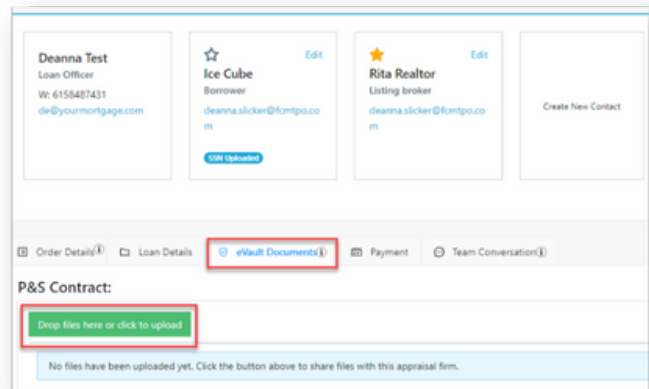 Deanna Test
Loan Officer
W: 6158487431
de@yourmortgage.com
Edit
Ice Cube
Borrower
deanna.slicker@fcmtpo.co
m
SSN Uploaded
Edit
Rita Realtor
Listing broker
deanna.slicker@fcmtpo.co
m
Create New Contact
Order Details
Loan Details
eVault Documents
Payment
Team Conversation
P&S Contract:
Drop files here or click to upload
No files have been uploaded yet. Click the button above to share files with this appraisal firm.